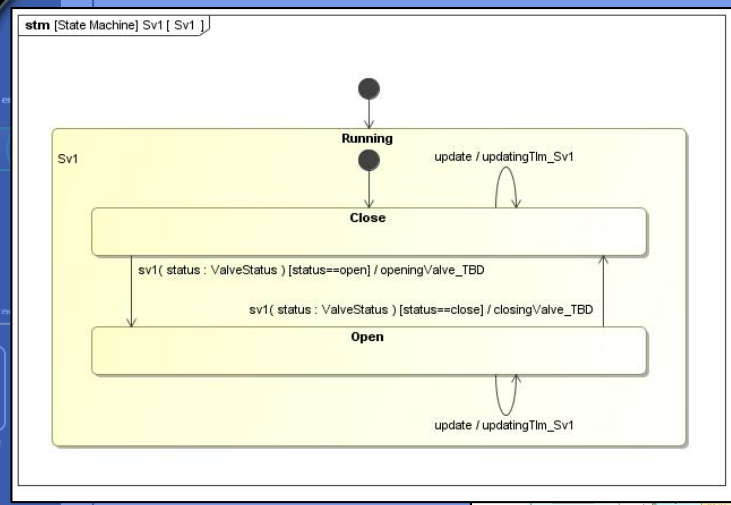 stm [State Machine] Sv1 [ Sv1 ]
Running
Sv1
update / updatingTlm_Sv1
Close
sv1( status : ValveStatus ) [status==open] / openingValve_TBD
sv1( status : ValveStatus ) [status==close] / closingValve_TBD
Open
update / updatingTlm_Sv1